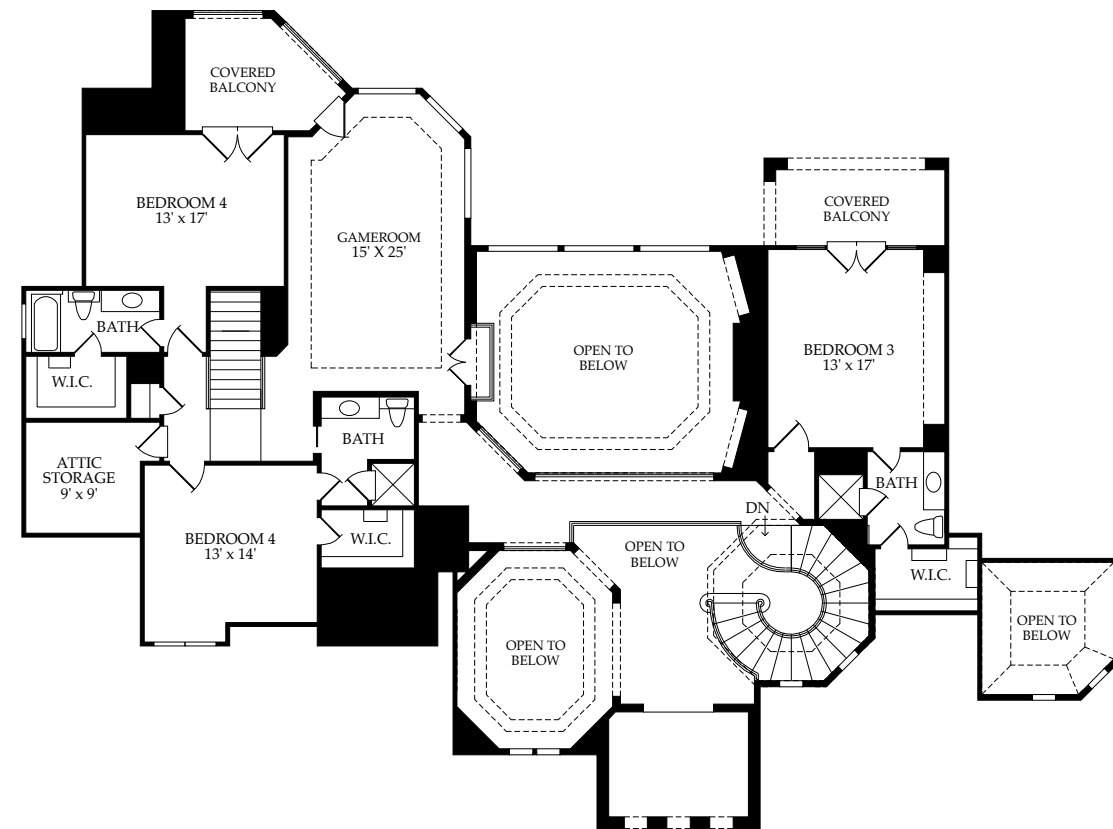 COVERED
BALCONY
BEDROOM 4
13' x 17'
GAMEROOM
15' X 25'
COVERED
BALCONY
BATH
W.I.C.
OPEN TO
BELOW
BEDROOM 3
13' x 17'
BATH
ATTIC
STORAGE
9' x 9'
BATH
DN
BEDROOM 4
13' x 14'
W.I.C.
OPEN TO
BELOW
W.I.C.
OPEN TO
BELOW
OPEN TO
BELOW